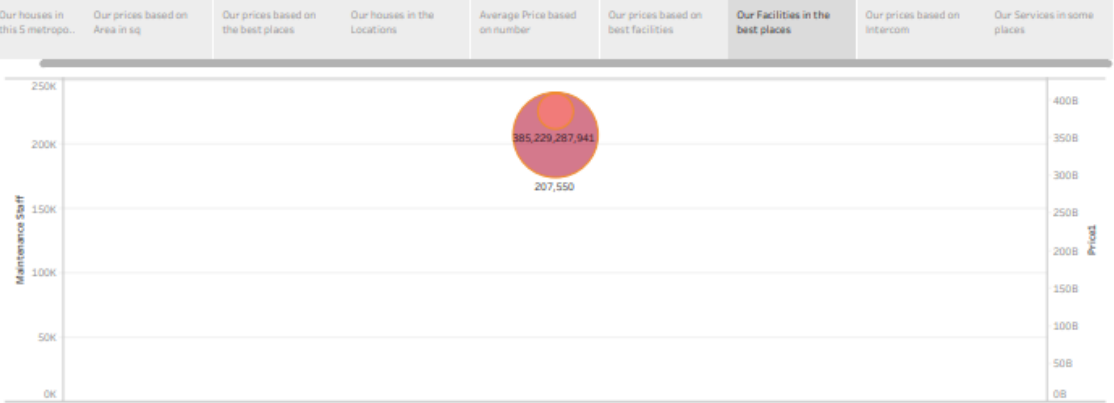 Our houses in
this 5 metropo..
Our prices based on
Area in sq
Our prices based on
the best places
Our houses in the
Locations
Average Price based
on number
Our prices based on
best facilities
Our Facilities in the
best places
Our prices based on
Intercom
Our Services in some
places
250K
200K
150K
100K
50K
0K
Maintenance Staff
385,229,287,941
207,550
400B
350B
300B
250B
200B
150B
100B
50B
0B
Price1